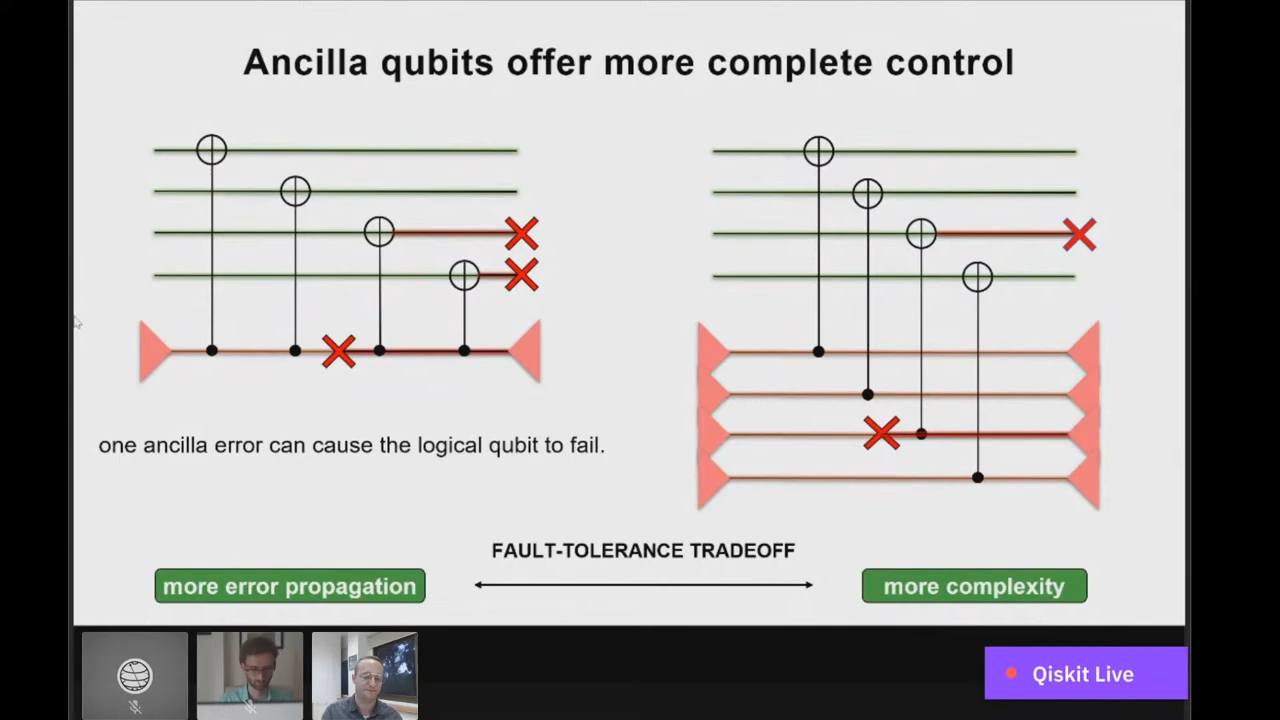 Ancilla qubits offer more complete control
one ancilla error can cause the logical qubit to fail.
FAULT-TOLERANCE TRADEOFF
more error propagation
more complexity
Qiskit Live